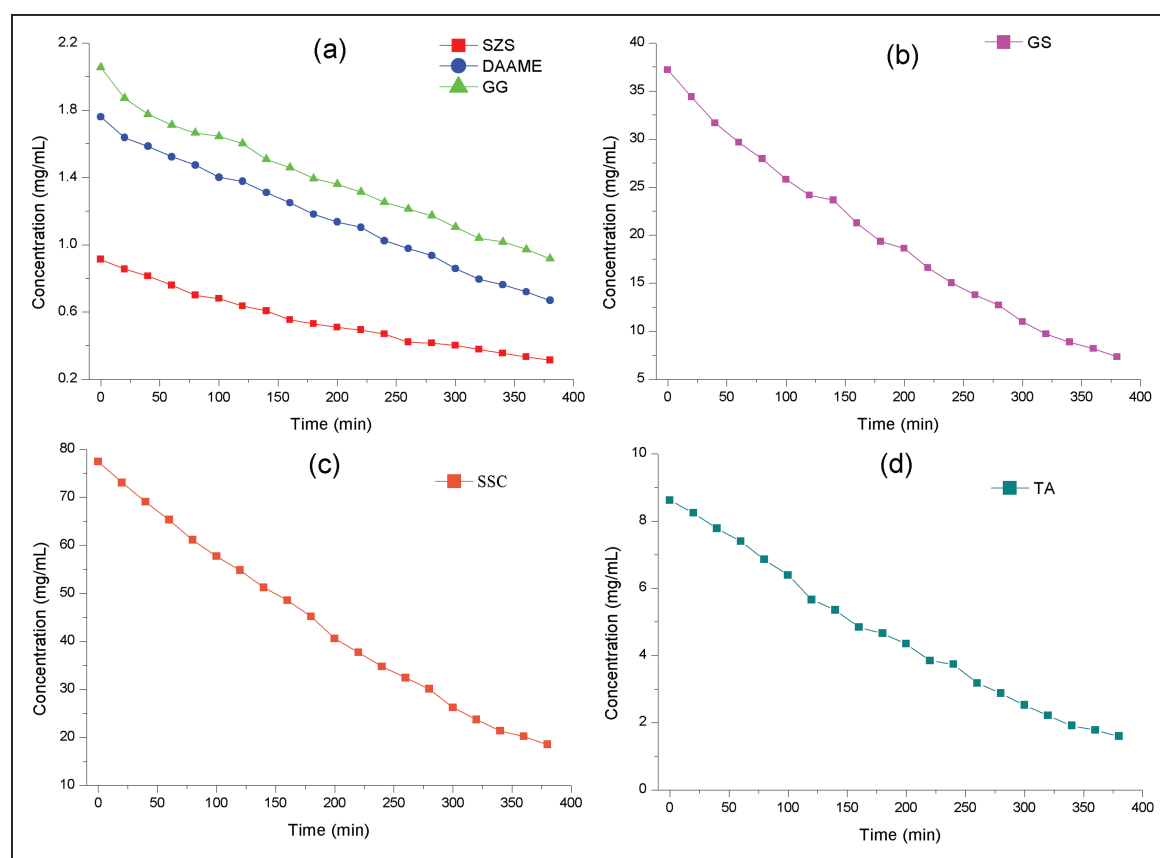 (a)
SZS
DAAME
GG
2.2
1.8
1.4
1.0
0.6
0.2
Concentration (mg/mL)
0 50 100 150 200 250 300 350 400
Time (min)
(b)
GS
40
35
30
25
20
15
10
5
Concentration (mg/mL)
0 50 100 150 200 250 300 350 400
Time (min)
(c)
SSC
80
70
60
50
40
30
20
10
Concentration (mg/mL)
0 50 100 150 200 250 300 350 400
Time (min)
(d)
TA
10
8
6
4
2
0
Concentration (mg/mL)
0 50 100 150 200 250 300 350 400
Time (min)